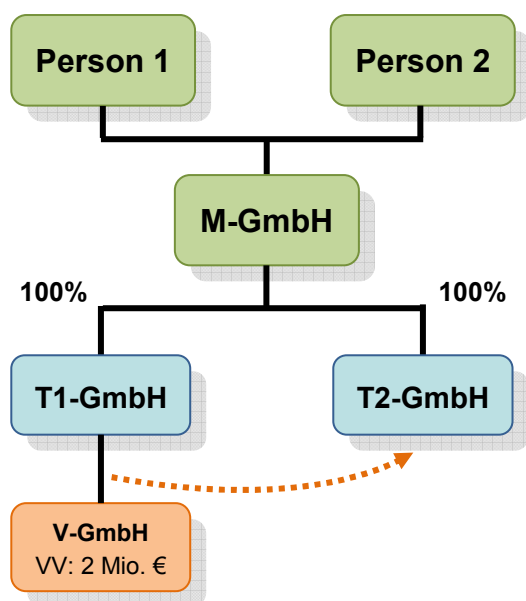 Person 1
Person 2
M-GmbH
100%
100%
T1-GmbH
T2-GmbH
V-GmbH
VV: 2 Mio. €